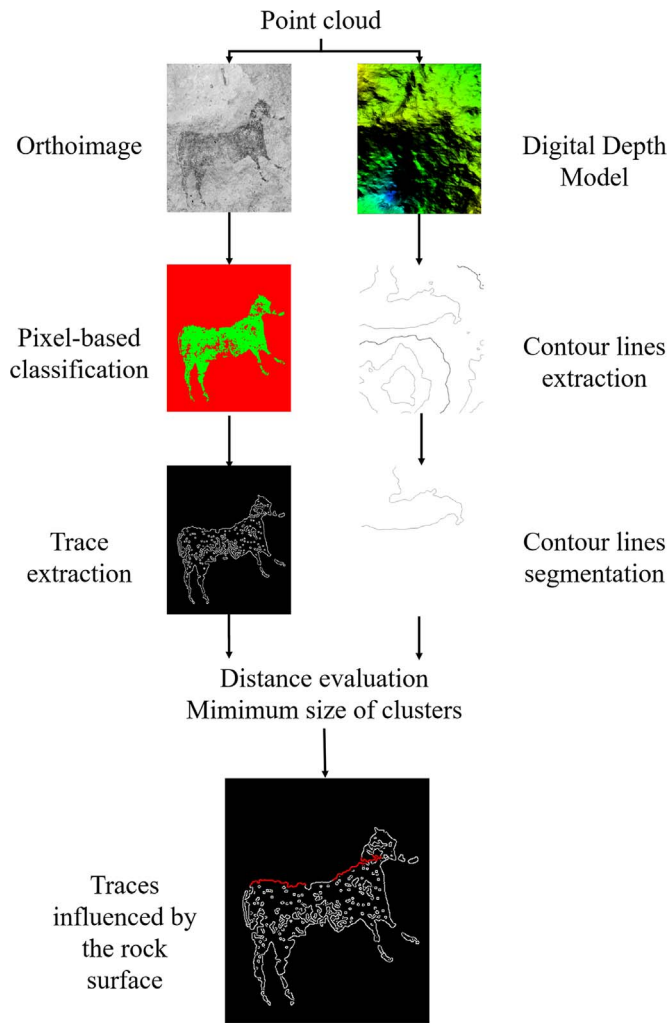 Point cloud
Orthoimage
Digital Depth
Model
Pixel-based
classification
Contour lines
extraction
Trace
extraction
Contour lines
segmentation
Distance evaluation
Mimimum size of clusters
Traces
influenced by
the rock
surface